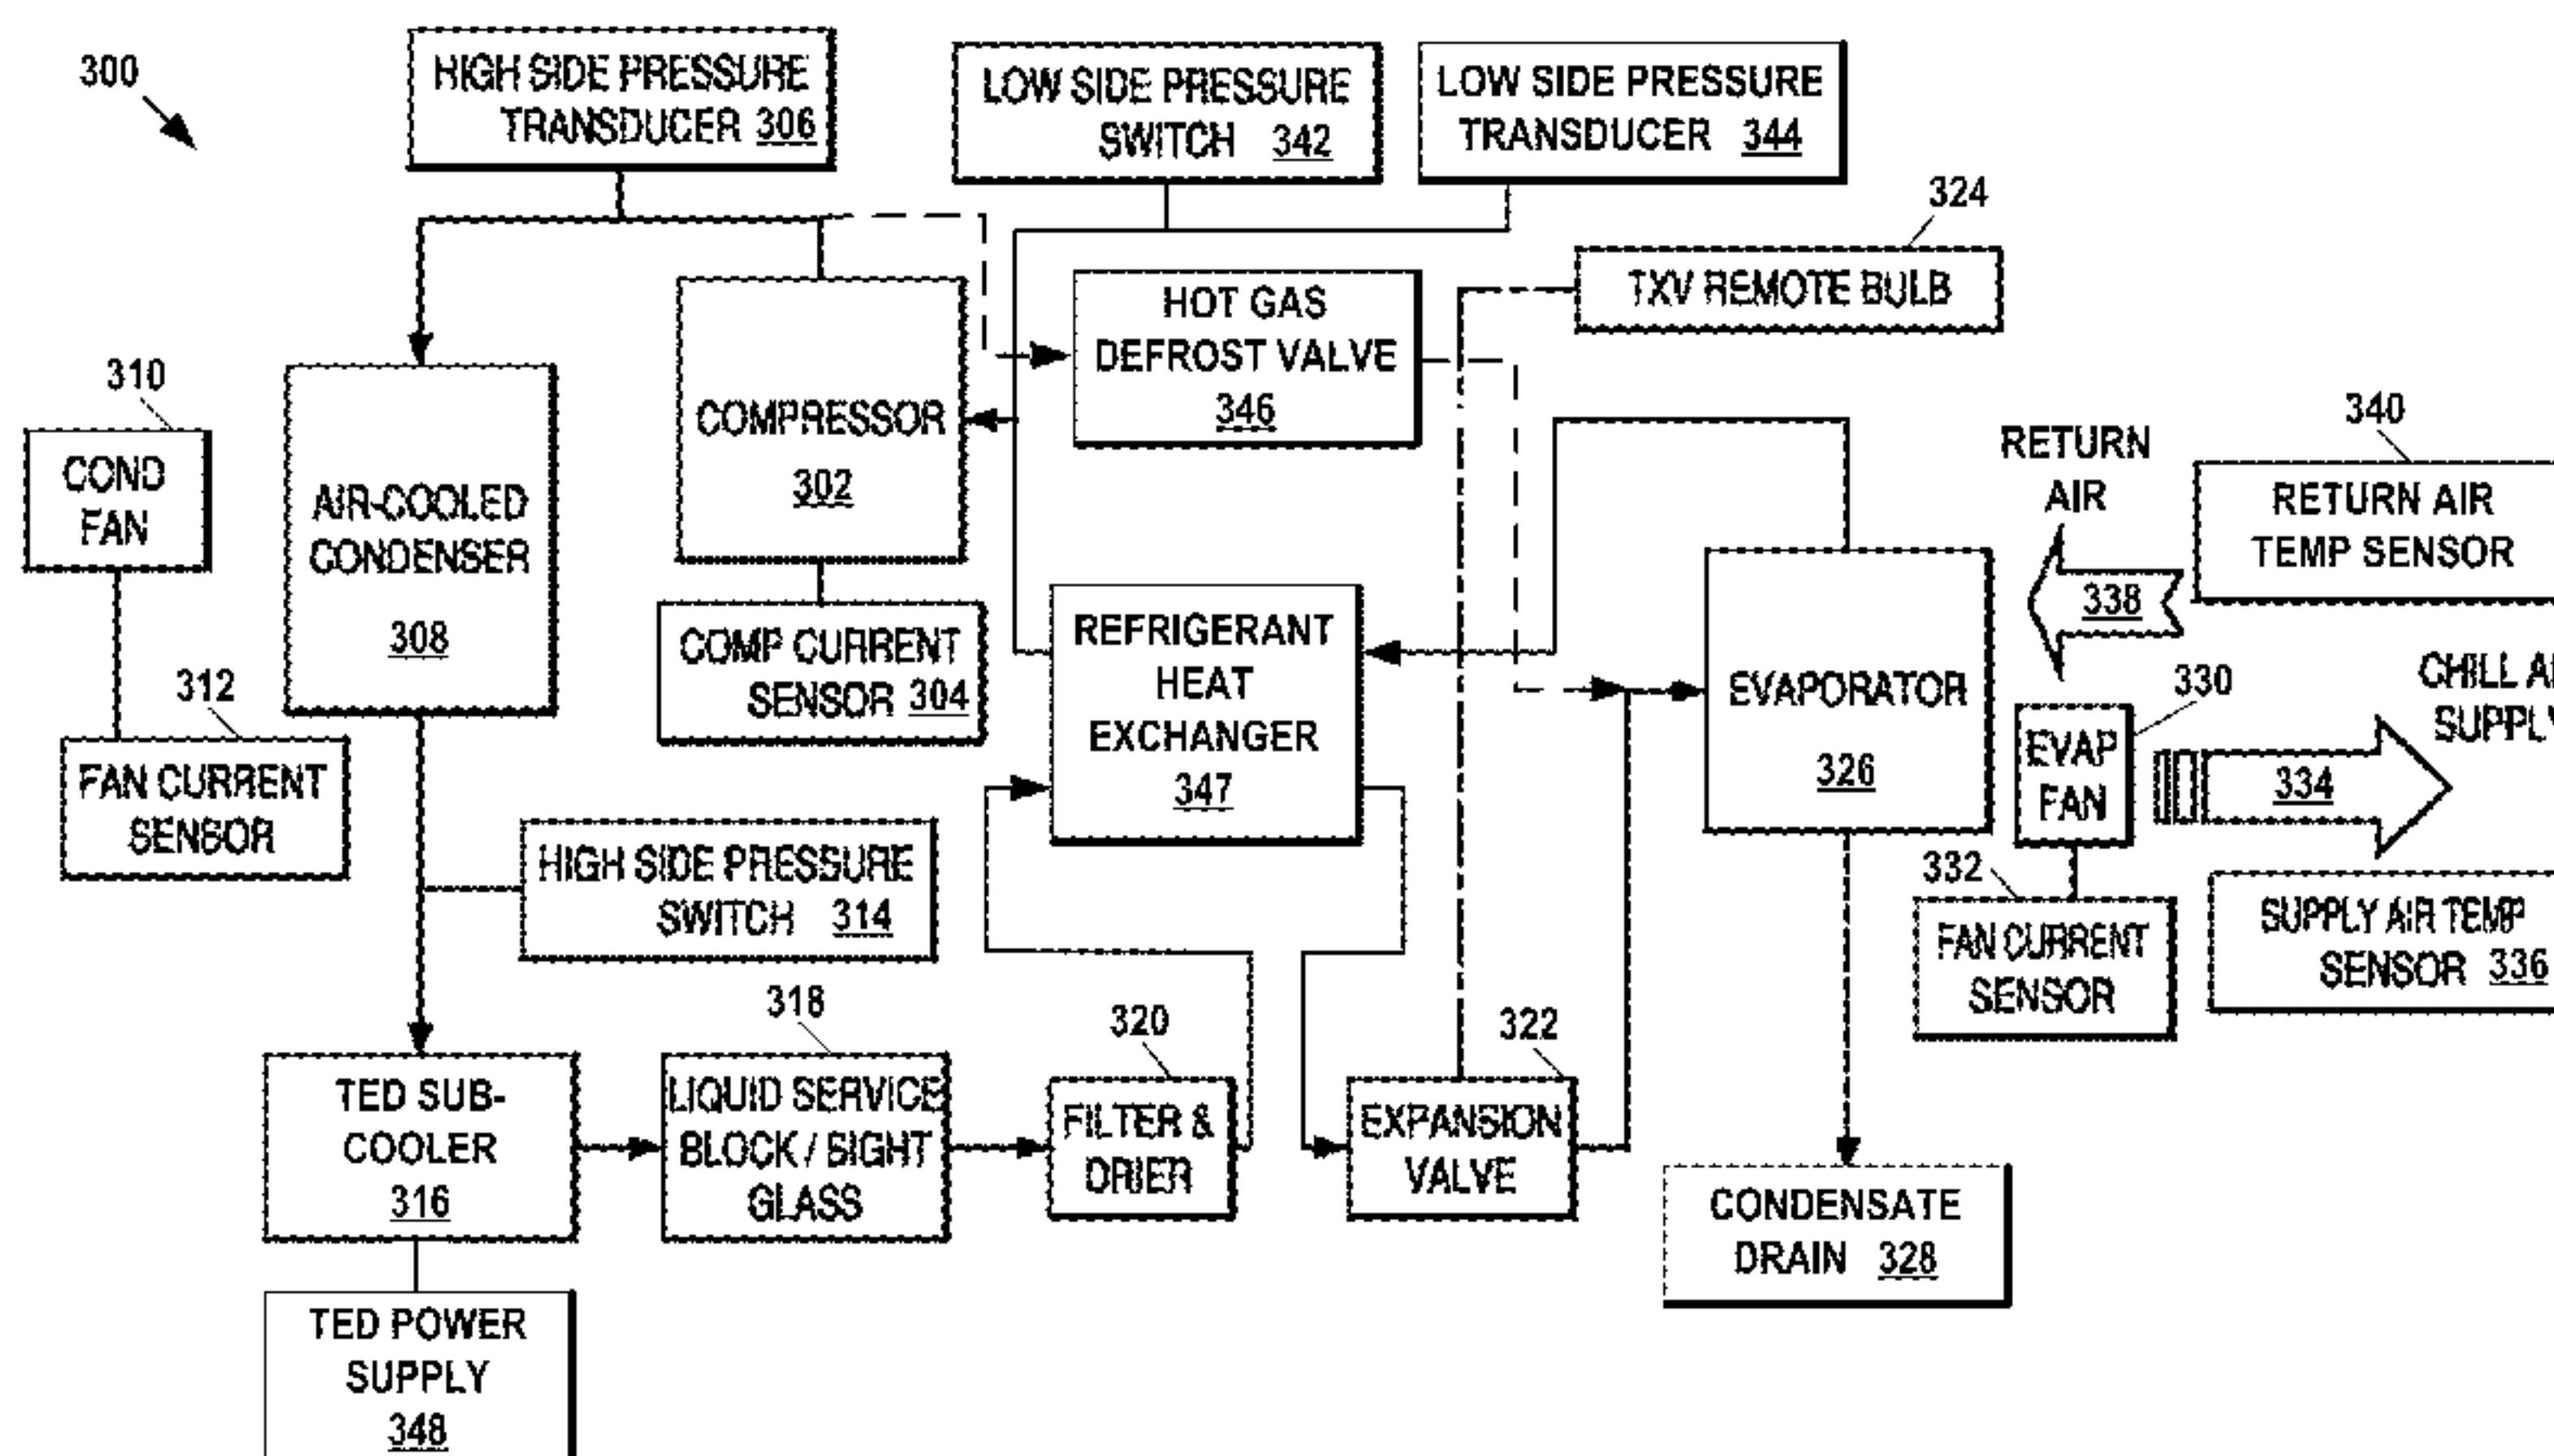 300
HIGH SIDE PRESSURE
TRANSDUCER 306
LOW SIDE PRESSURE
SWITCH 342
LOW SIDE PRESSURE
TRANSDUCER 344
324
TXV REMOTE BULB
HOT GAS
DEFROST VALVE
346
310
COND
FAN
AIR-COOLED
CONDENSER
308
COMPRESSOR
302
340
RETURN
AIR
RETURN AIR
TEMP SENSOR
338
312
FAN CURRENT
SENSOR
COMP CURRENT
SENSOR 304
REFRIGERANT
HEAT
EXCHANGER
347
EVAPORATOR
326
330
EVAP
FAN
CHILL
SUPPLY
334
HIGH SIDE PRESSURE
SWITCH 314
332
FAN CURRENT
SENSOR
SUPPLY AIR TEMP
SENSOR 336
TED SUB-
COOLER
316
318
LIQUID SERVICE
BLOCK / SIGHT
GLASS
320
FILTER &
DRIER
322
EXPANSION
VALVE
CONDENSATE
DRAIN 328
TED POWER
SUPPLY
348